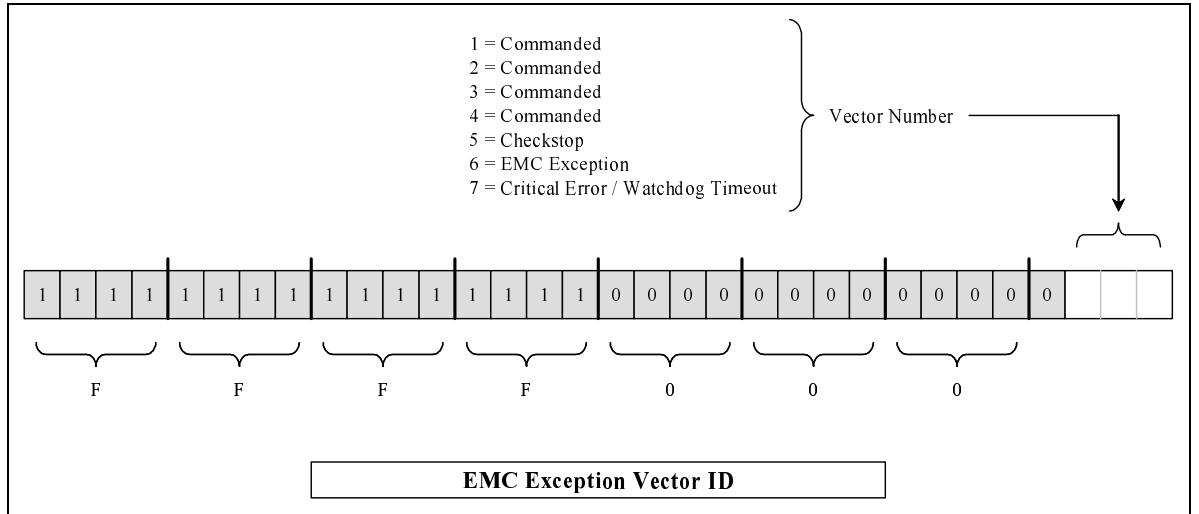 1 = Commanded
2 = Commanded
3 = Commanded
4 = Commanded
5 = Checkstop
6 = EMC Exception
7 = Critical Error / Watchdog Timeout
Vector Number
1 1 1 1 1 1 1 1 1 1 1 1 1 1 1 1 0 0 0 0 0 0 0 0 0 0 0 0 0
F F F F 0 0 0
EMC Exception Vector ID